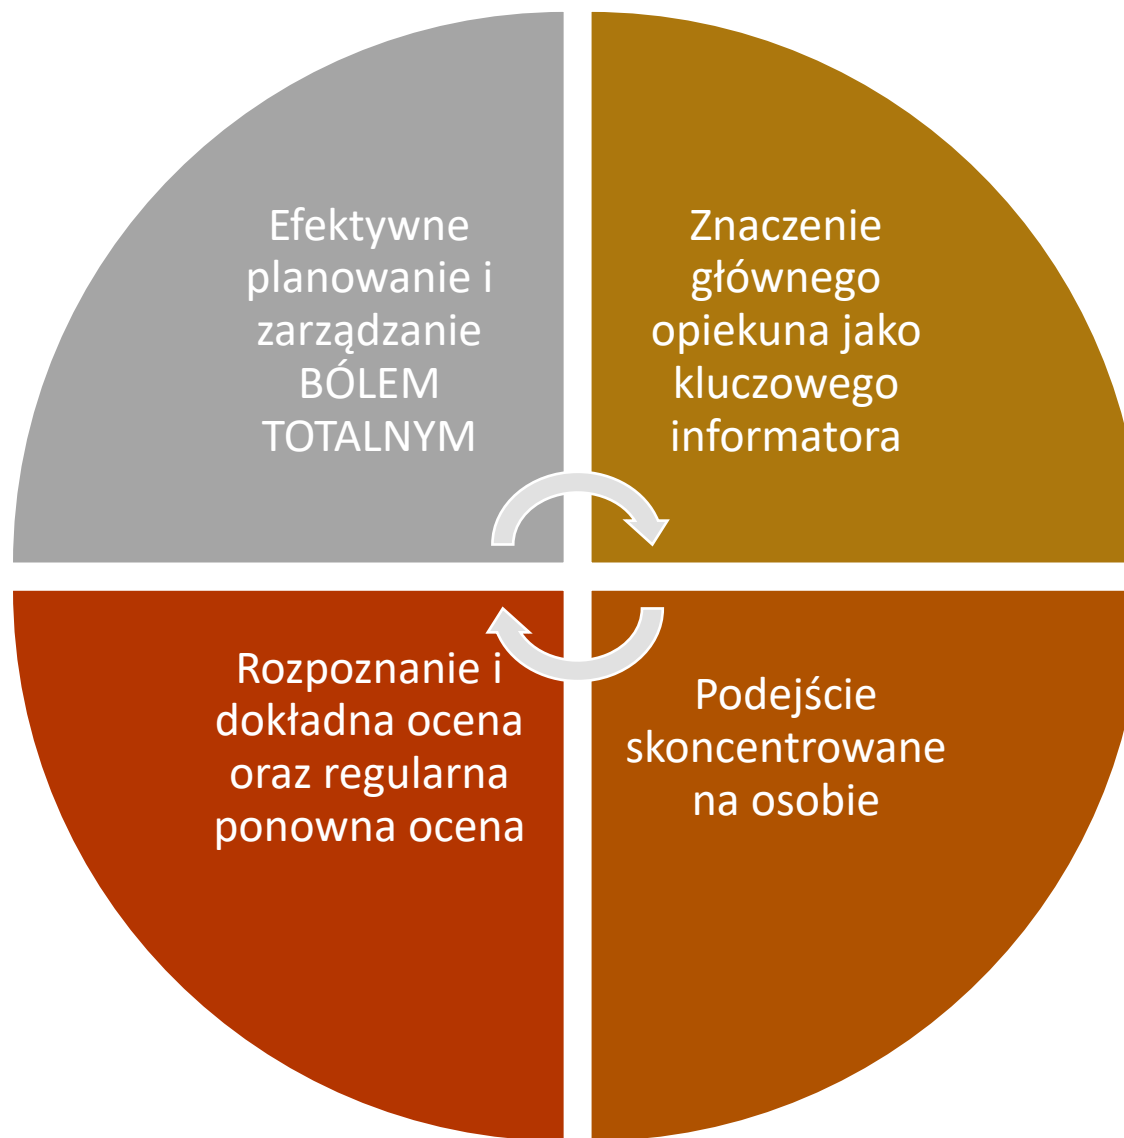 Efektywne
planowanie i
zarządzanie
BÓLEM
TOTALNYM
Znaczenie
głównego
opiekuna jako
kluczowego
informatora
Rozpoznanie i
dokładna ocena
oraz regularna
ponowna ocena
Podejście
skoncentrowane
na osobie